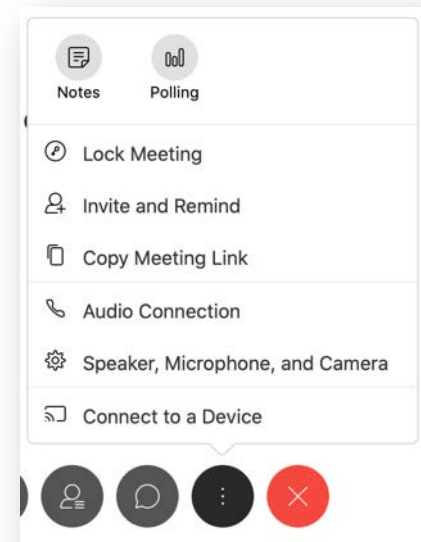 Notes
Polling
Lock Meeting
Invite and Remind
Copy Meeting Link
Audio Connection
Speaker, Microphone, and Camera
Connect to a Device